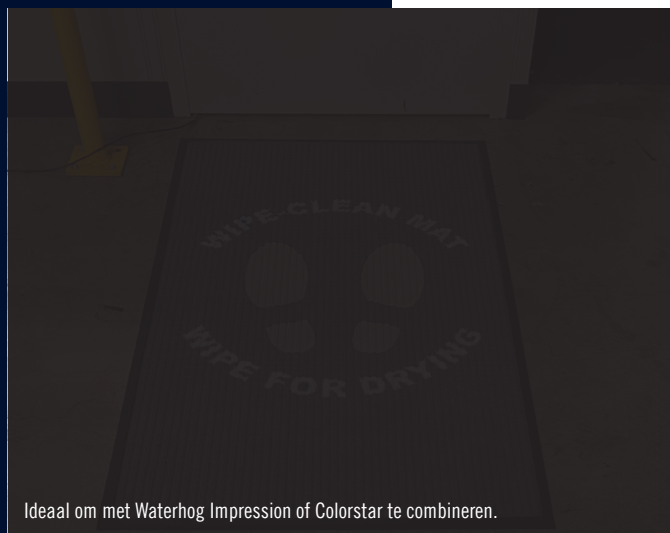 WIPE-CLEAN MAT
WIPE FOR DRYING
Ideaal om met Waterhog Impression of Colorstar te combineren.